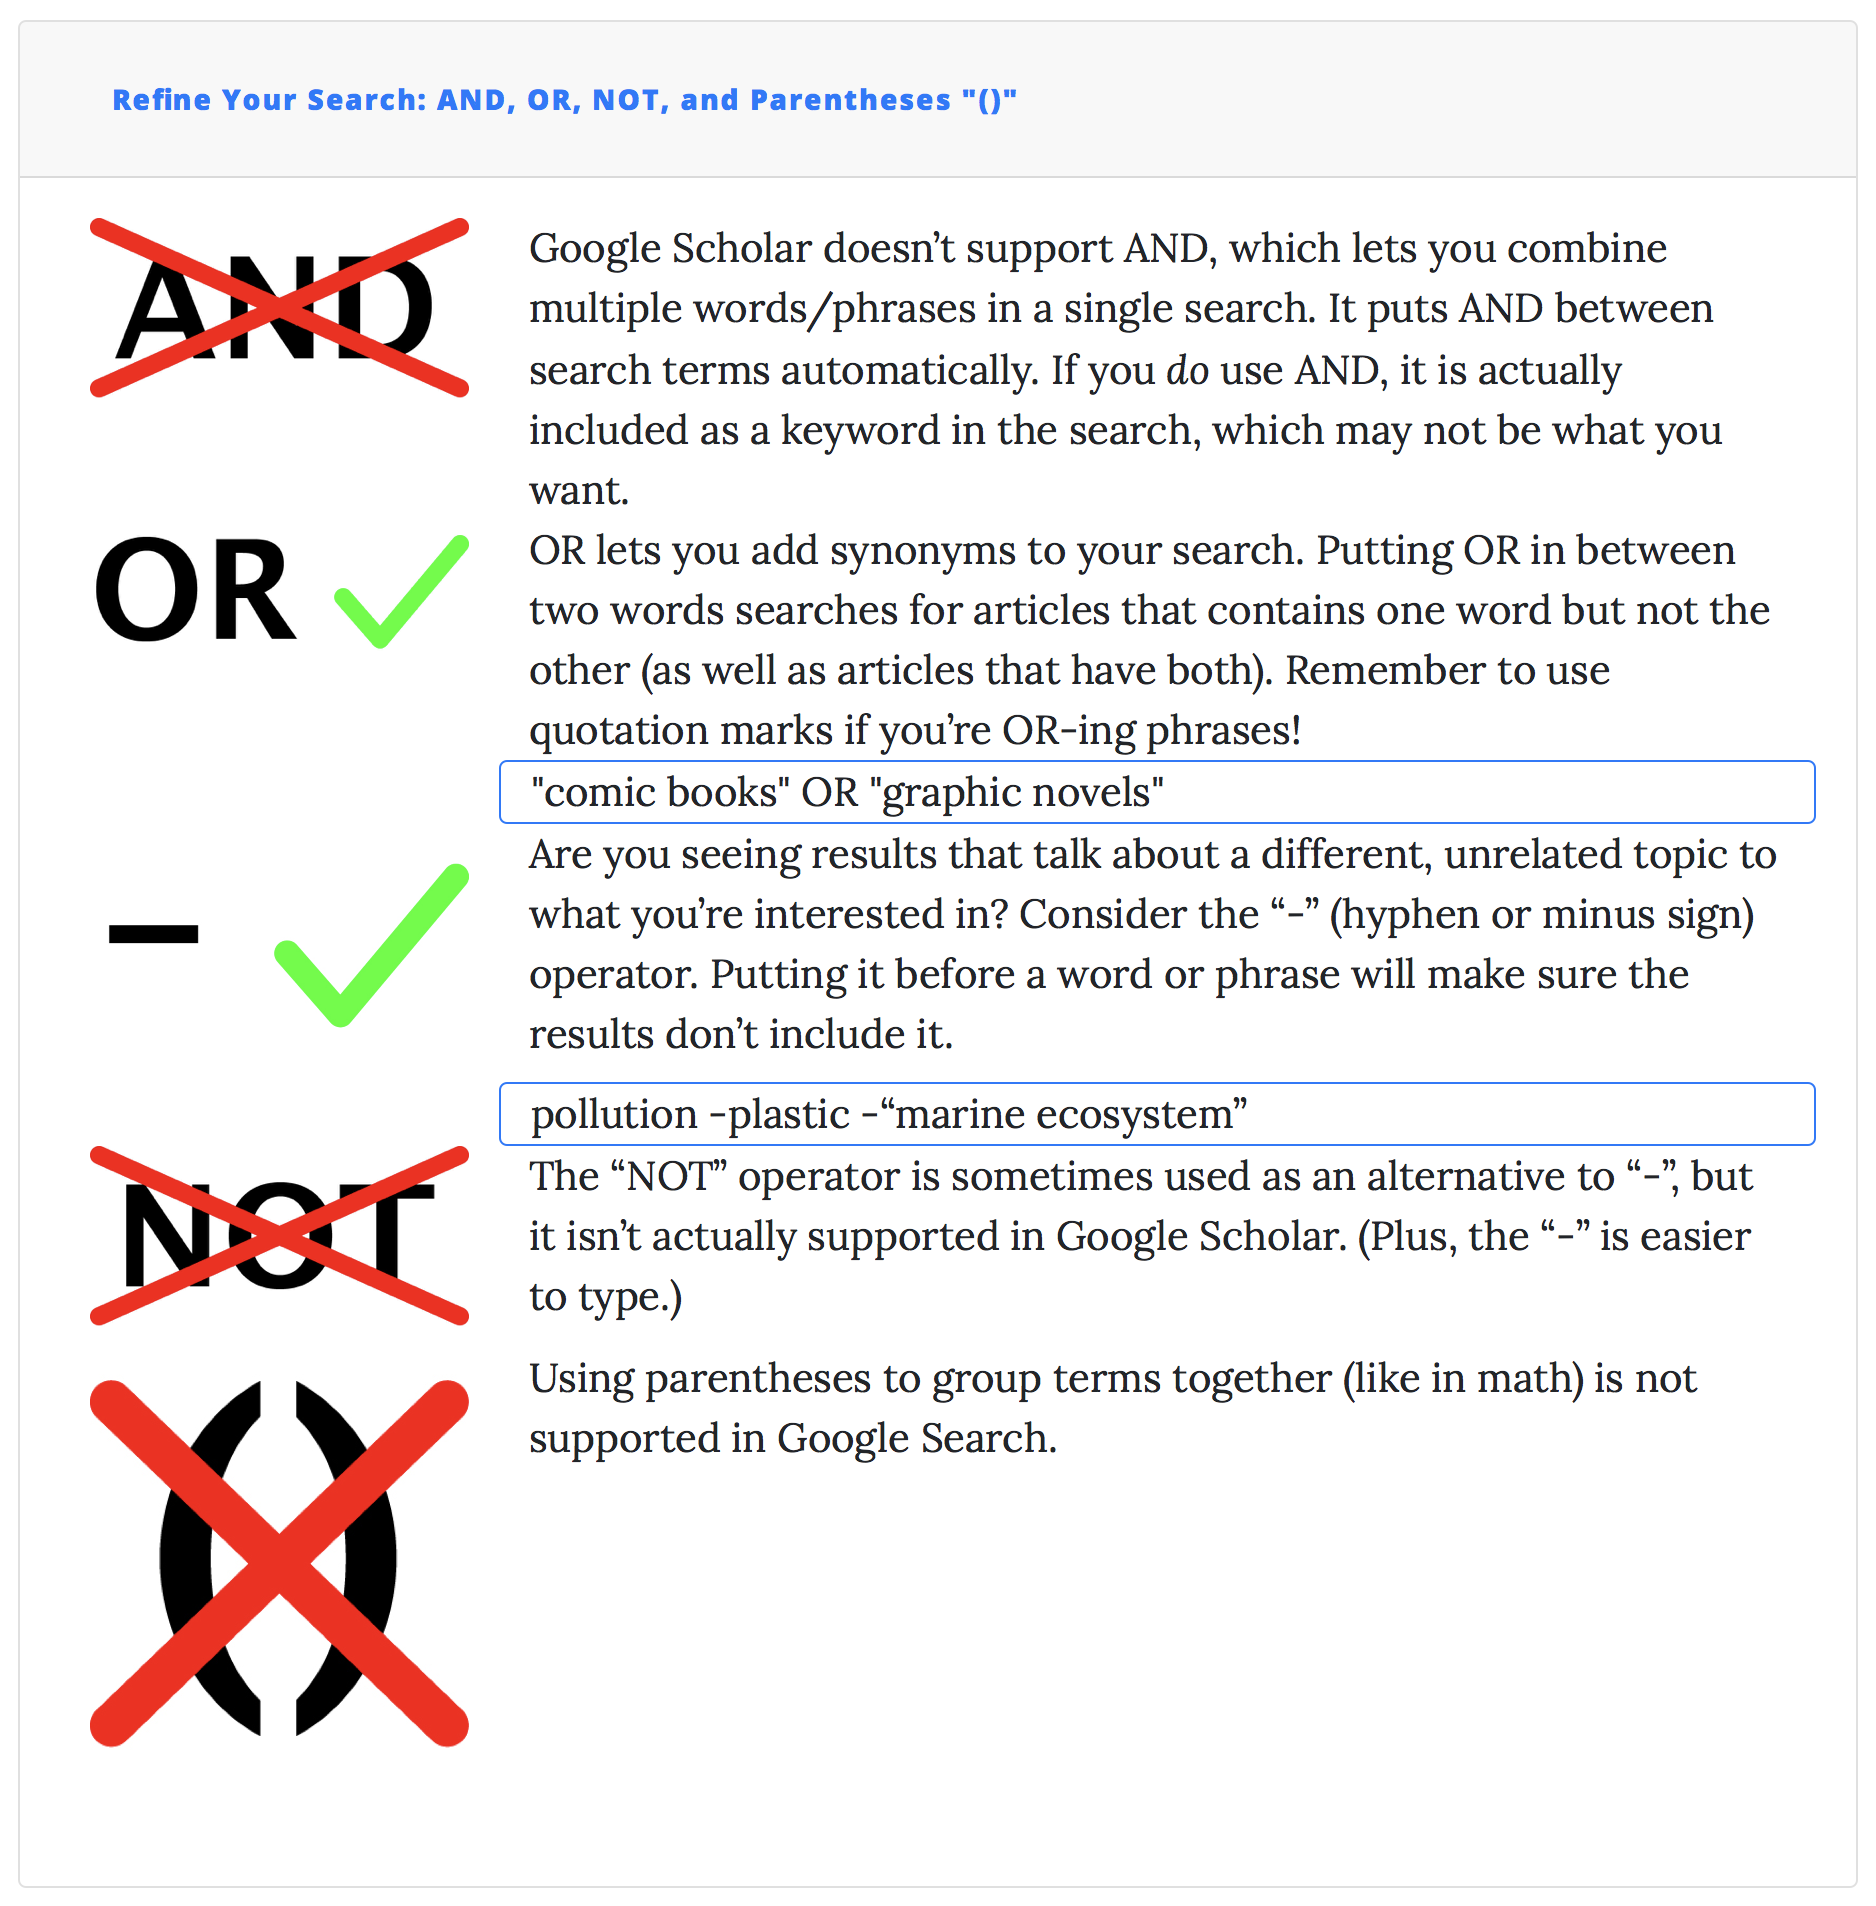 Refine Your Search: AND, OR, NOT, and Parentheses "()"
AND
Google Scholar doesn’t support AND, which lets you combine
multiple words/phrases in a single search. It puts AND between
search terms automatically. If you do use AND, it is actually
included as a keyword in the search, which may not be what you
want.
OR
OR lets you add synonyms to your search. Putting OR in between
two words searches for articles that contains one word but not the
other (as well as articles that have both). Remember to use
quotation marks if you’re OR-ing phrases!
"comic books" OR "graphic novels"
-
Are you seeing results that talk about a different, unrelated topic to
what you’re interested in? Consider the “-” (hyphen or minus sign)
operator. Putting it before a word or phrase will make sure the
results don’t include it.
pollution -plastic -“marine ecosystem”
NOT
The “NOT” operator is sometimes used as an alternative to “-”, but
it isn’t actually supported in Google Scholar. (Plus, the “-” is easier
to type.)
()
Using parentheses to group terms together (like in math) is not
supported in Google Search.